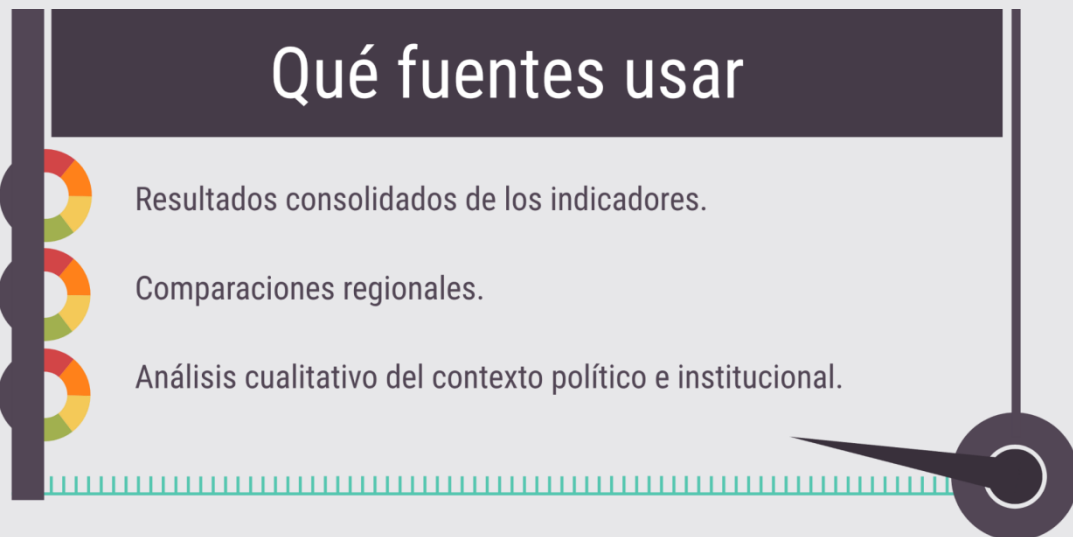 Qué fuentes usar
Resultados consolidados de los indicadores.
Comparaciones regionales.
Análisis cualitativo del contexto político e institucional.